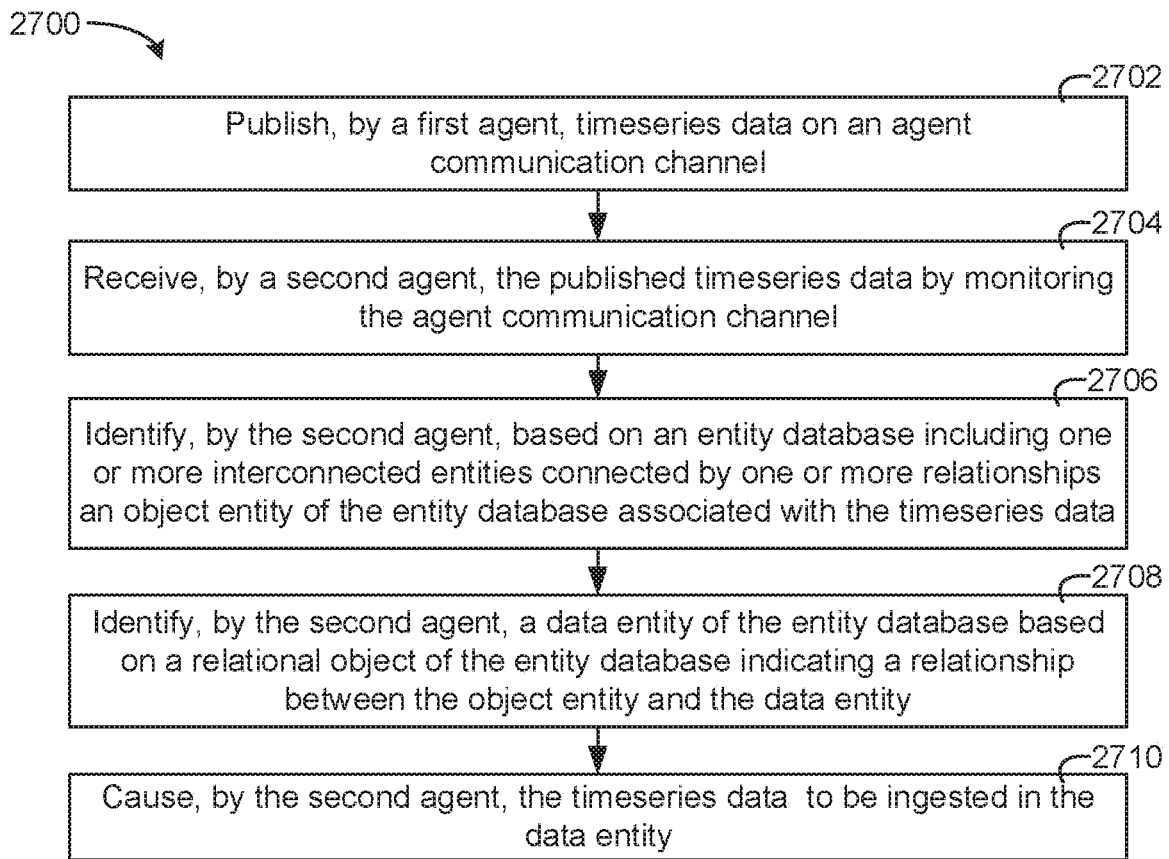 2700
2702
Publish, by a first agent, timeseries data on an agent
communication channel
2704
Receive, by a second agent, the published timeseries data by monitoring
the agent communication channel
2706
Identify, by the second agent, based on an entity database including one
or more interconnected entities connected by one or more relationships
an object entity of the entity database associated with the timeseries data
2708
Identify, by the second agent, a data entity of the entity database based
on a relational object of the entity database indicating a relationship
between the object entity and the data entity
2710
Cause, by the second agent, the timeseries data to be ingested in the
data entity